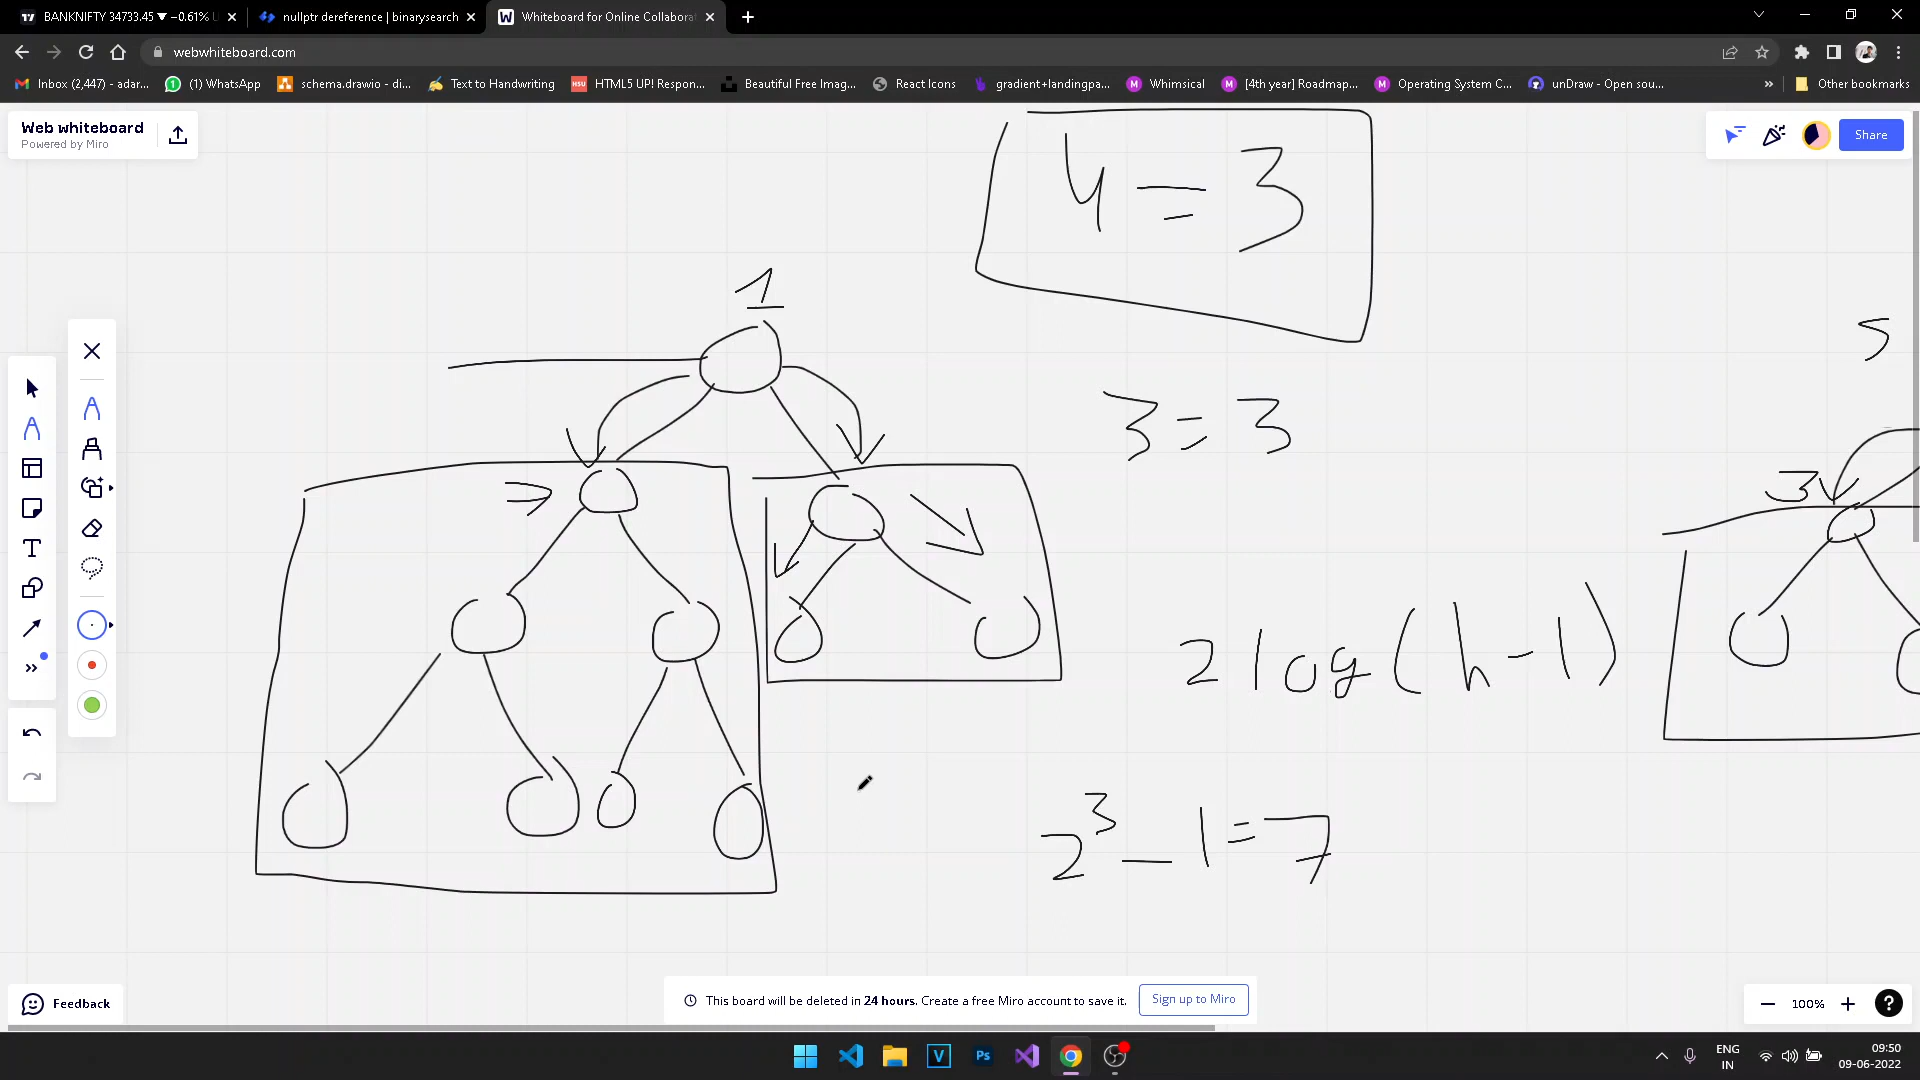 BANKNIFTY 34733.45 ▼ −0.61% U
nullptr dereference | binarysearch
Whiteboard for Online Collaborat
webwhiteboard.com
Inbox (2,447) - adar...
(1) WhatsApp
schema.drawio - di...
Text to Handwriting
HTML5 UP! Respon...
Beautiful Free Imag...
React Icons
gradient+landingpa...
Whimsical
[4th year] Roadmap...
Operating System C...
unDraw - Open sou...
»
Other bookmarks
Web whiteboard
Powered by Miro
Share
4 = 3
1
3 = 3
5
3
2 log(h-1)
2³ - 1 = 7
Feedback
This board will be deleted in 24 hours. Create a free Miro account to save it.
Sign up to Miro
100%
ENG
IN
09:50
09-06-2022